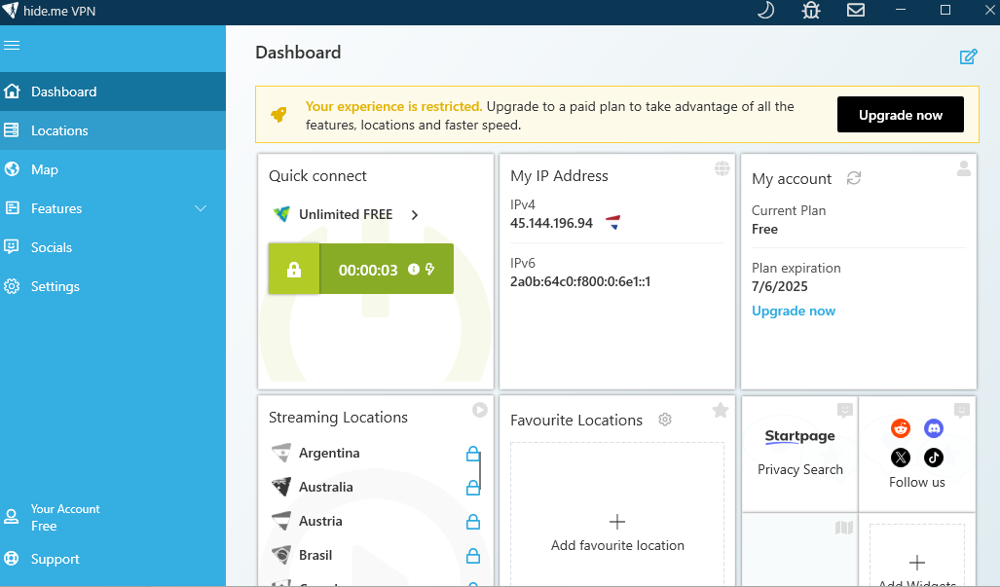 hide.me VPN
Dashboard
Locations
Map
Features
Socials
Settings
Your Account
Free
Support
Dashboard
Your experience is restricted. Upgrade to a paid plan to take advantage of all the
features, locations and faster speed.
Upgrade now
Quick connect
Unlimited FREE
00:00:03
My IP Address
IPv4
45.144.196.94
IPv6
2a0b:64c0:f800:0:6e1::1
My account
Current Plan
Free
Plan expiration
7/6/2025
Upgrade now
Streaming Locations
Argentina
Australia
Austria
Brasil
Favourite Locations
Add favourite location
Startpage
Privacy Search
Follow us
Add Widgets